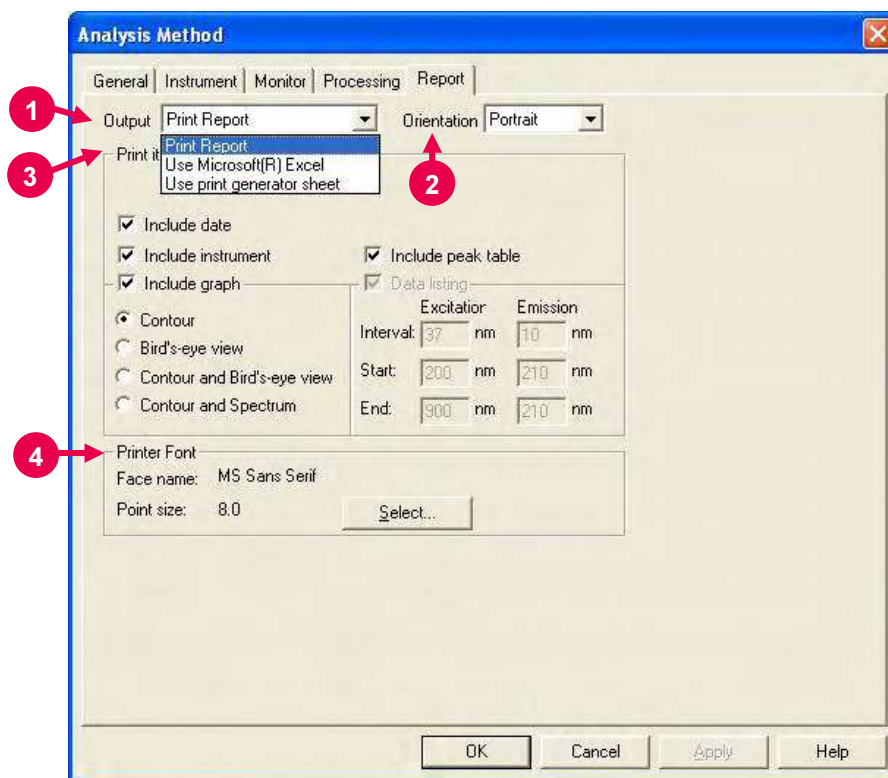 Analysis Method
General Instrument Monitor Processing Report
1
Output Print Report Orientation Portrait
Print Report
Use Microsoft(R) Excel
Use print generator sheet
2
3
Print it
Include date
Include instrument Include peak table
Include graph Data listing
Excitation Emission
Contour
Bird's-eye view
Contour and Bird's-eye view
Contour and Spectrum
Interval: 37 nm 10 nm
Start: 200 nm 210 nm
End: 900 nm 210 nm
4
Printer Font
Face name: MS Sans Serif
Point size: 8.0 Select...
OK Cancel Apply Help